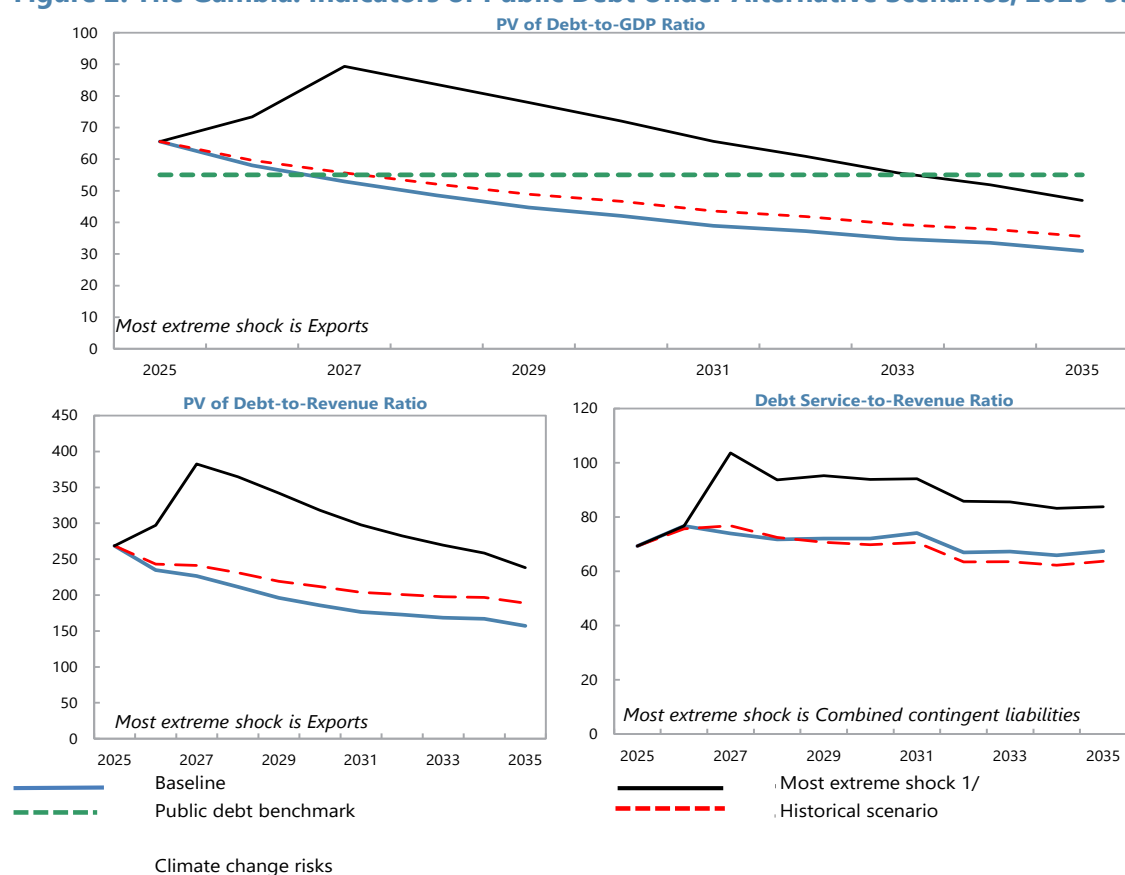 PV of Debt-to-GDP Ratio
100
90
80
70
60
50
40
30
20
10
0
Most extreme shock is Exports
2025 2027 2029 2031 2033 2035
PV of Debt-to-Revenue Ratio
450
400
350
300
250
200
150
100
50
0
Most extreme shock is Exports
2025 2027 2029 2031 2033 2035
Debt Service-to-Revenue Ratio
120
100
80
60
40
20
0
Most extreme shock is Combined contingent liabilities
2025 2027 2029 2031 2033 2035
Baseline
Public debt benchmark
Most extreme shock 1/
Historical scenario
Climate change risks